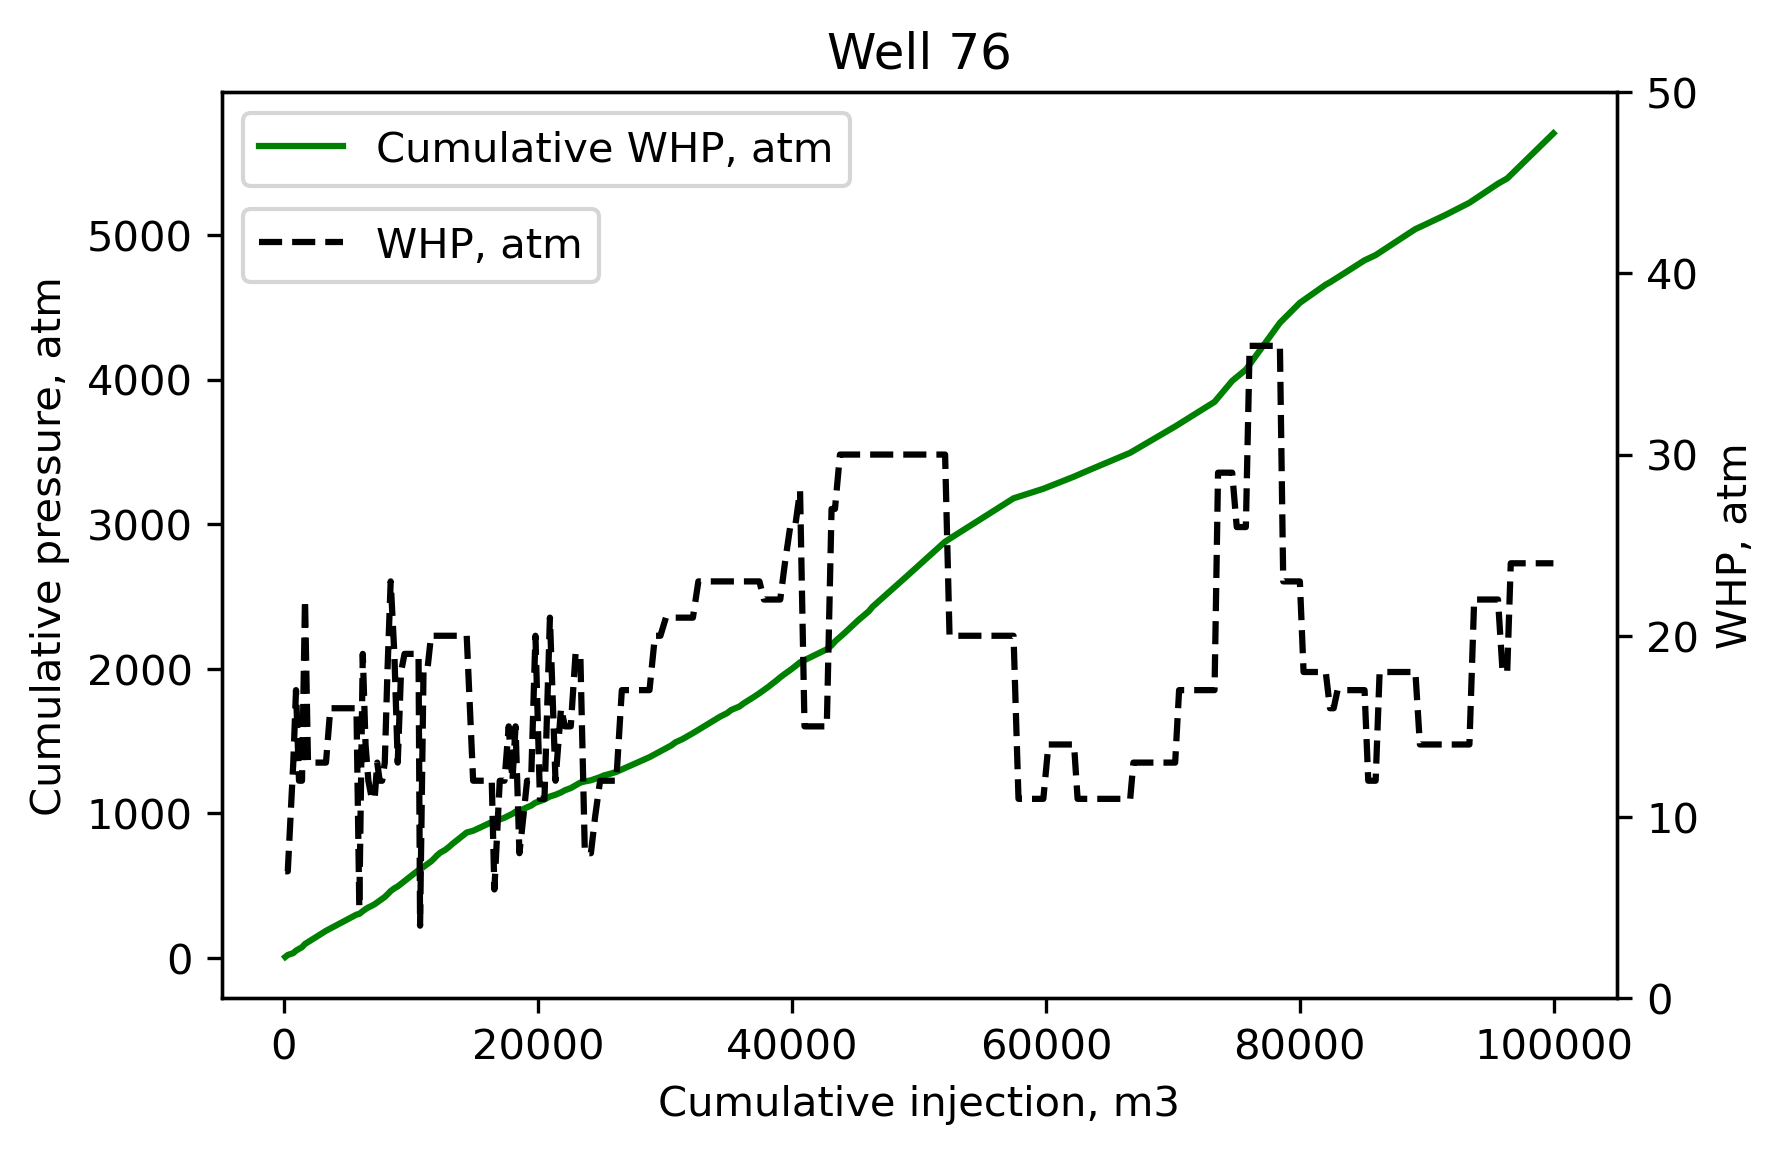 Well 76
Cumulative WHP, atm
WHP, atm
Cumulative pressure, atm
5000
4000
3000
2000
1000
0
50
40
30
20
10
0
WHP, atm
0 20000 40000 60000 80000 100000
Cumulative injection, m3